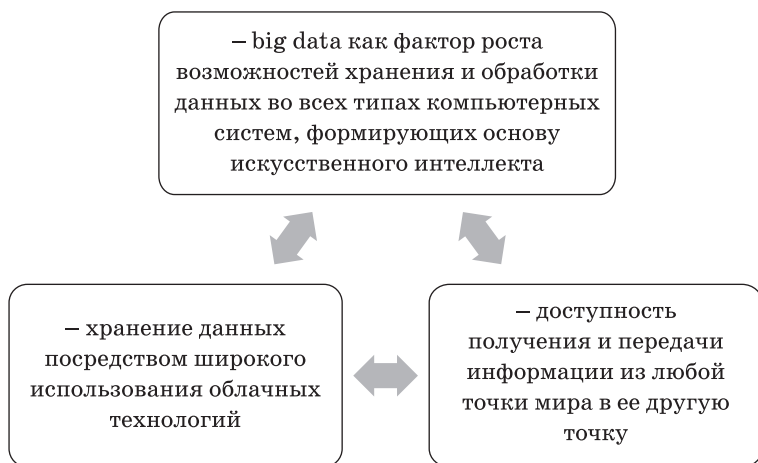 – big data как фактор роста
возможностей хранения и обработки
данных во всех типах компьютерных
систем, формирующих основу
искусственного интеллекта
– хранение данных
посредством широкого
использования облачных
технологий
– доступность
получения и передачи
информации из любой
точки мира в ее другую
точку